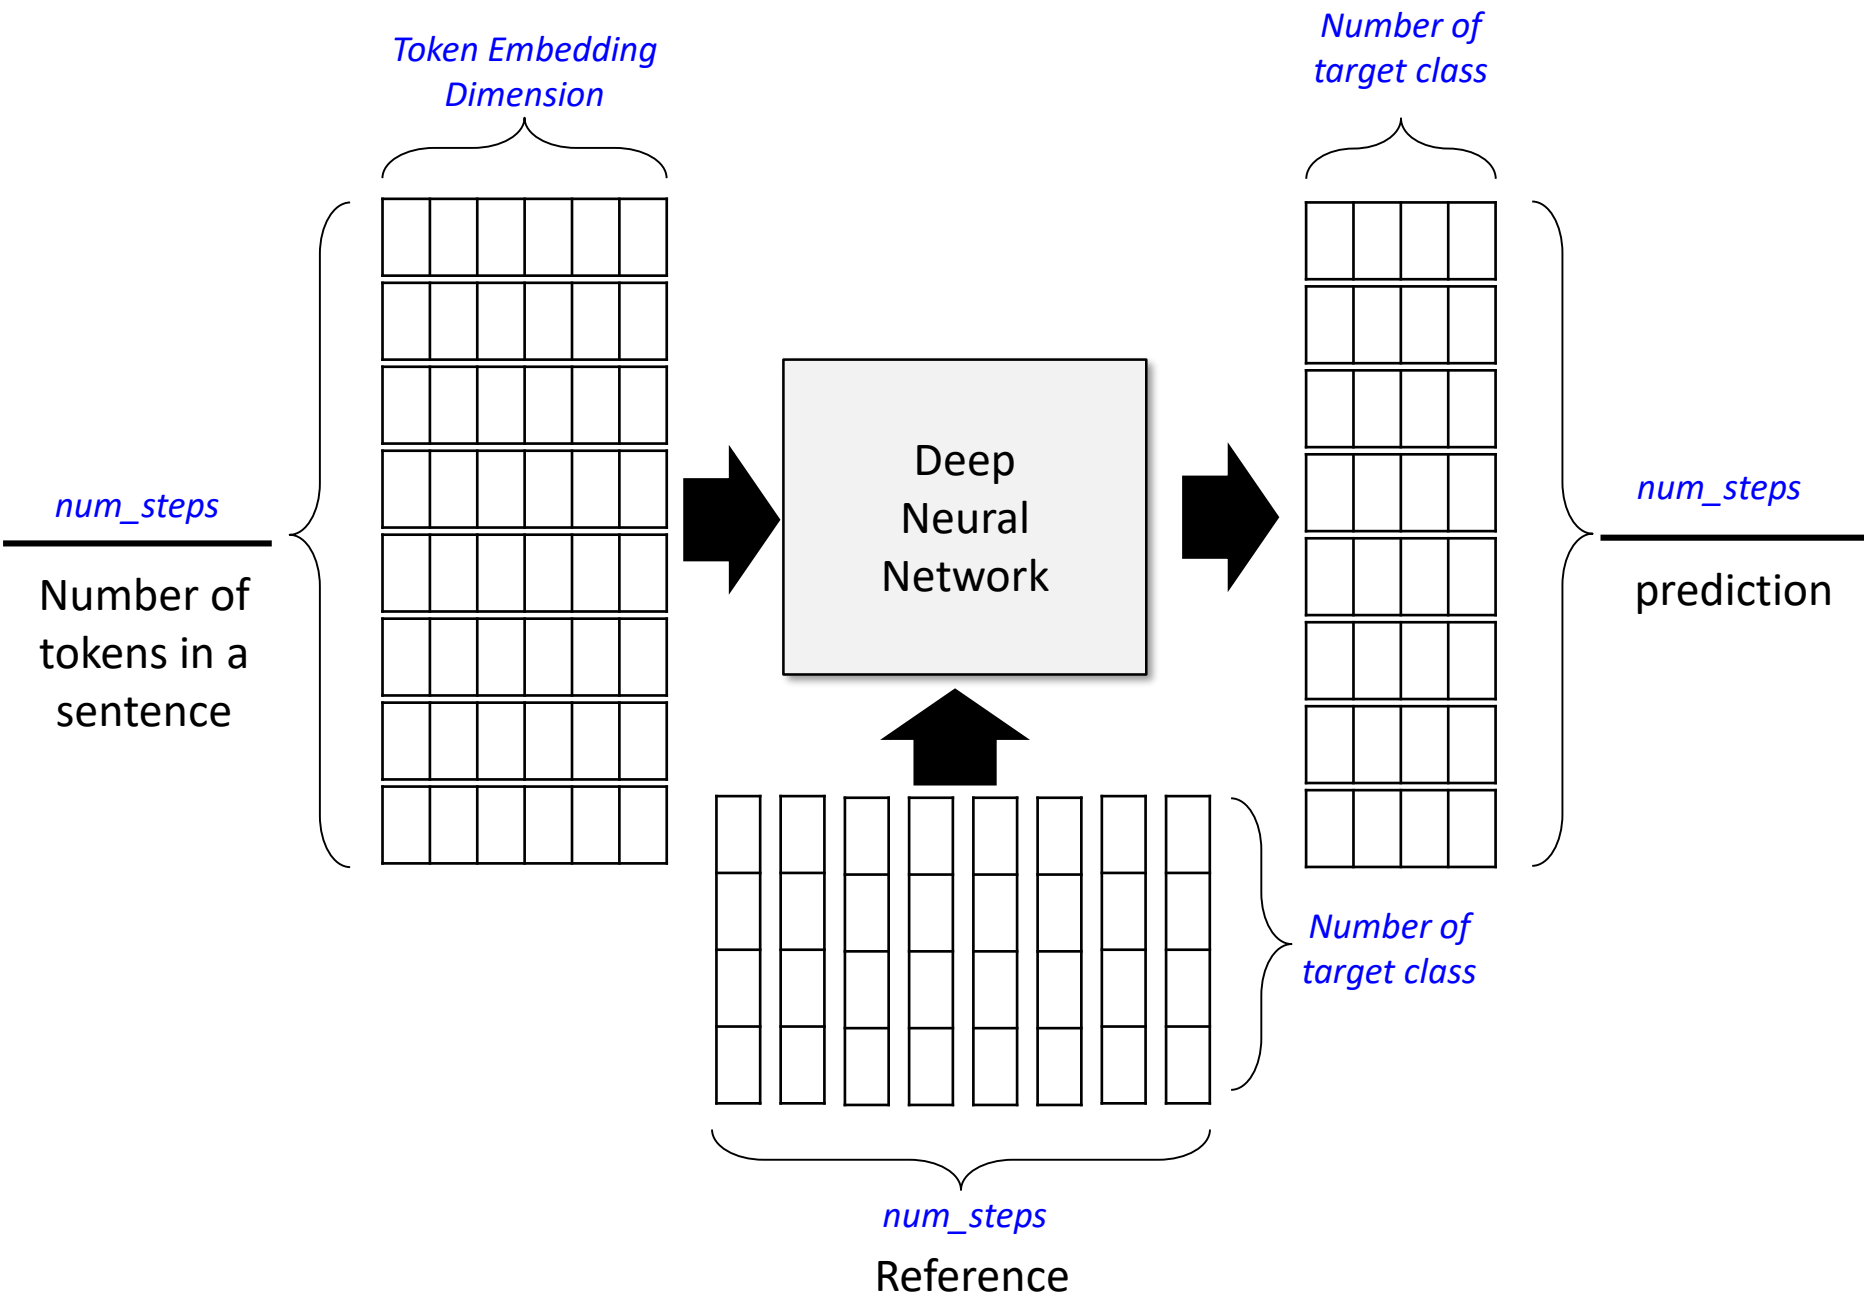 Token Embedding
Dimension
Number of
target class
num_steps
Number of
tokens in a
sentence
Deep
Neural
Network
num_steps
prediction
Number of
target class
num_steps
Reference